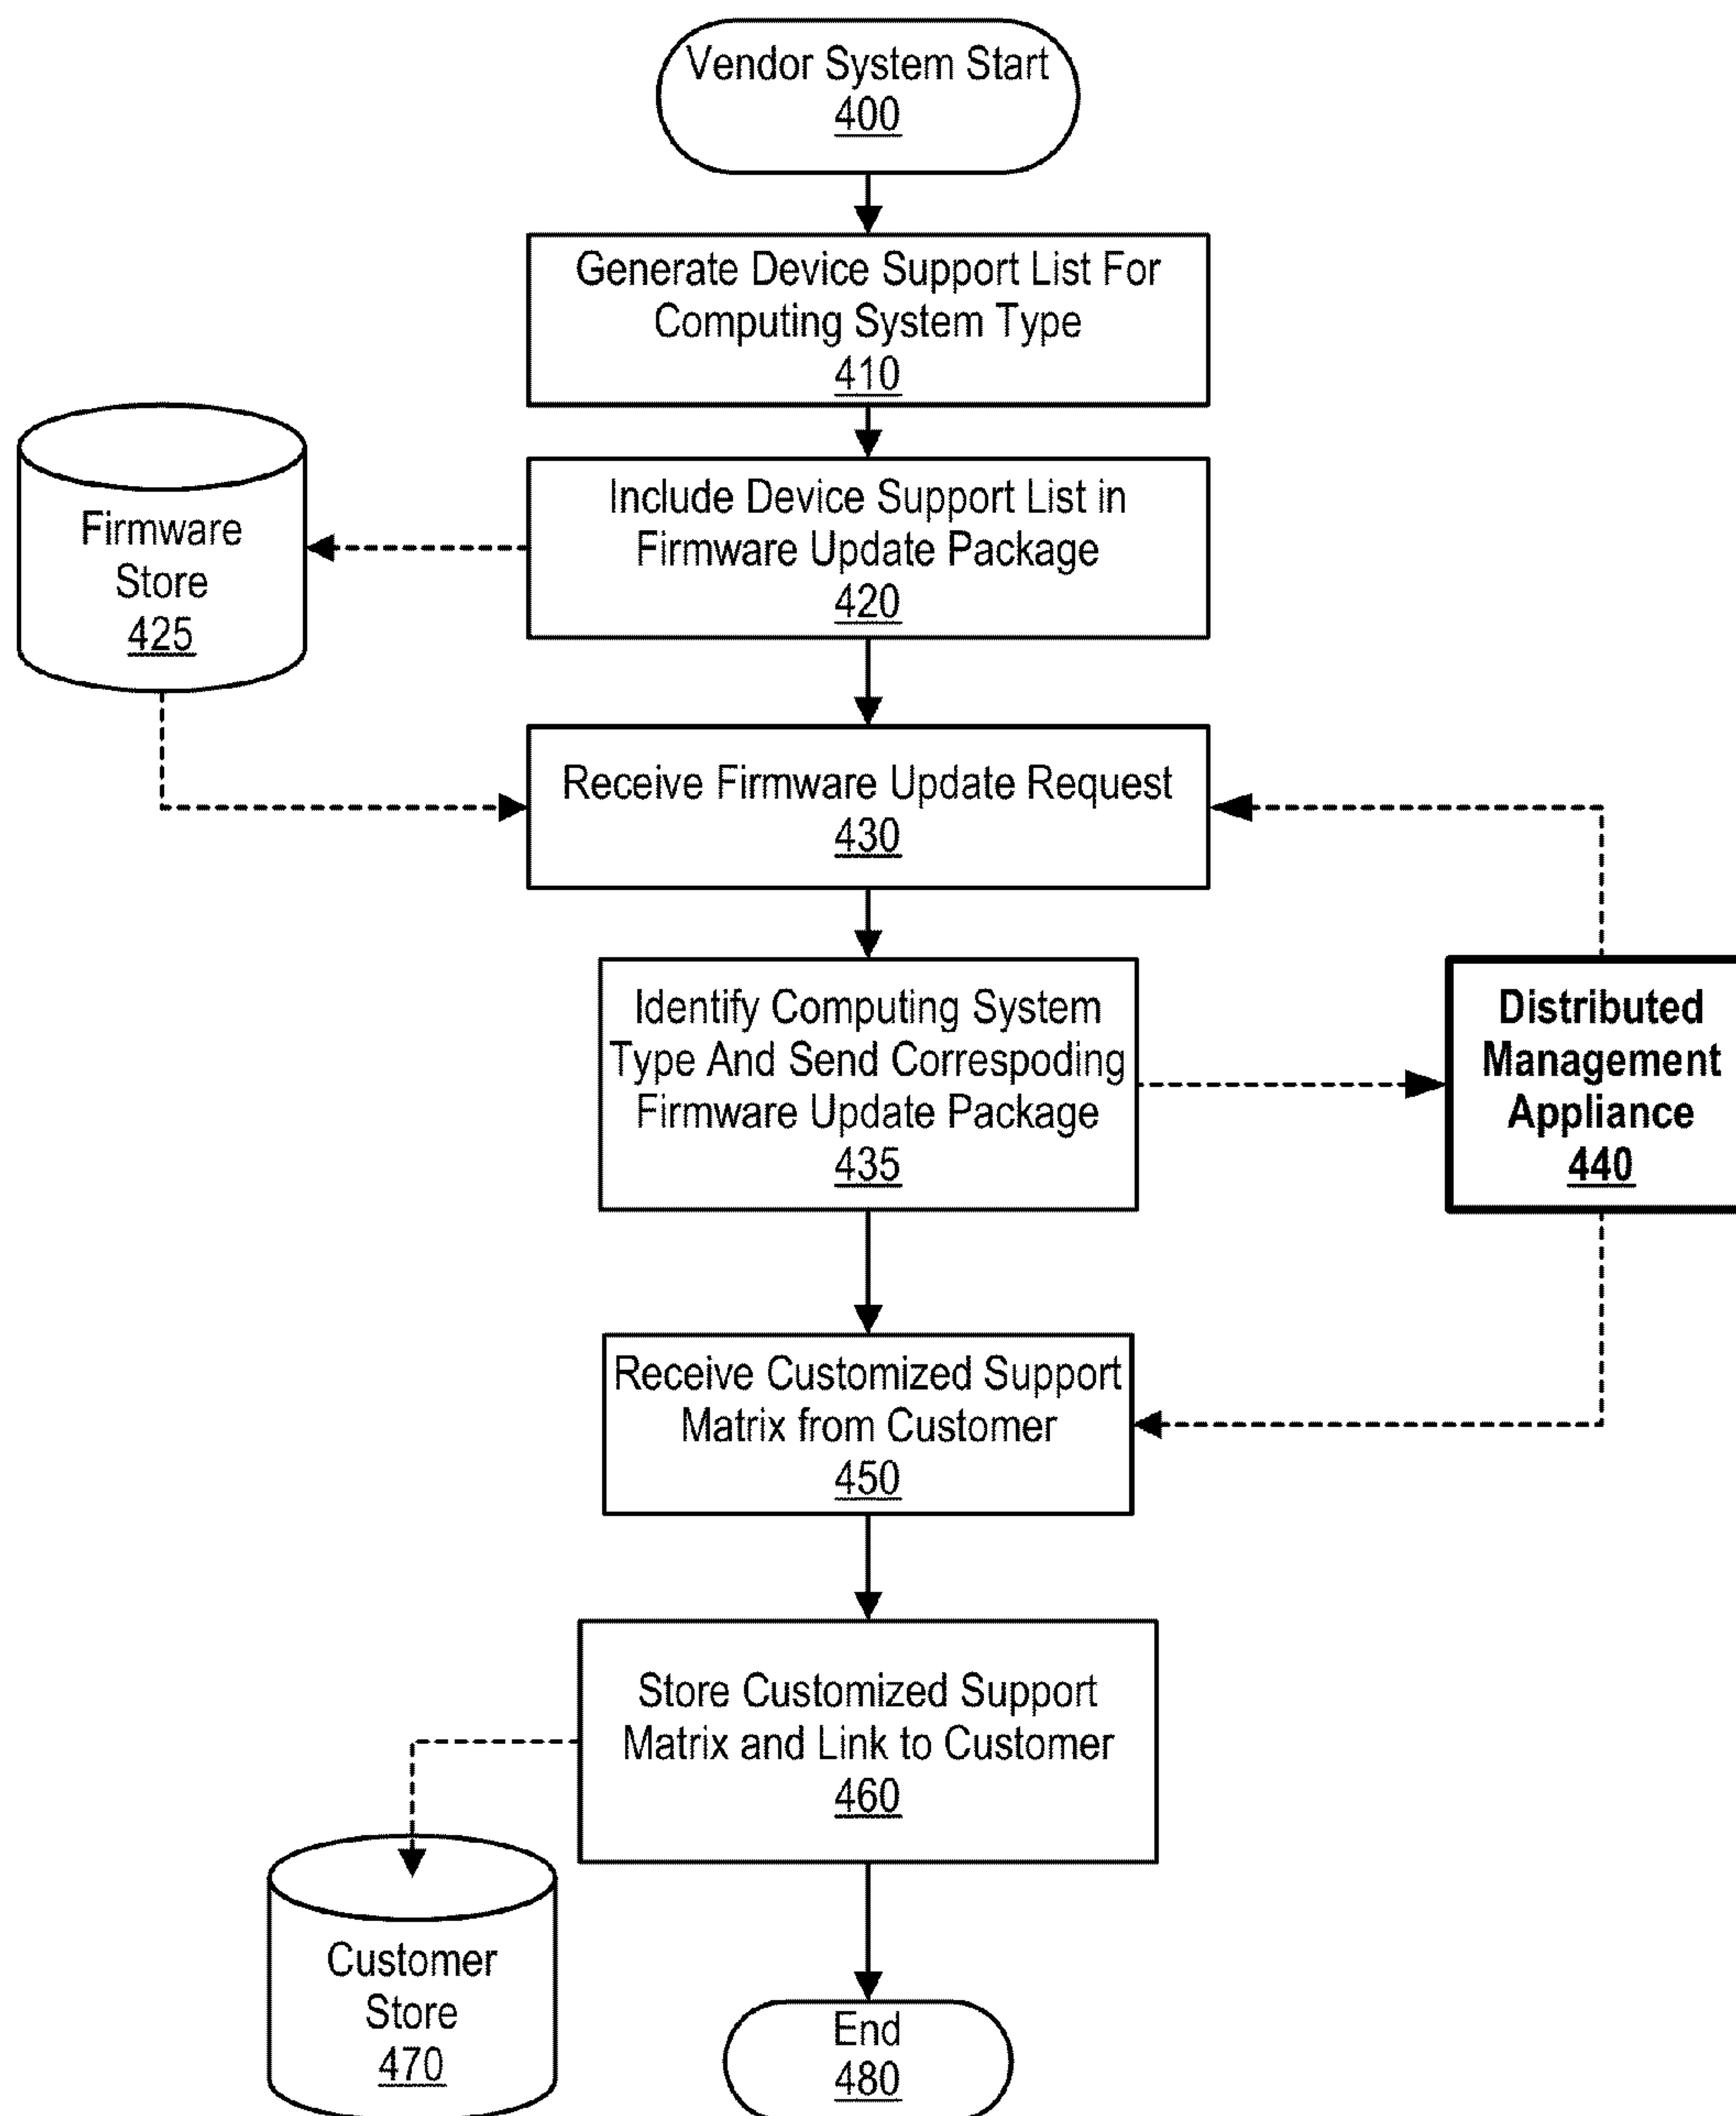 Vendor System Start
400
Generate Device Support List For
Computing System Type
410
Include Device Support List in
Firmware Update Package
420
Firmware
Store
425
Receive Firmware Update Request
430
Identify Computing System
Type And Send Correspoding
Firmware Update Package
435
Distributed
Management
Appliance
440
Receive Customized Support
Matrix from Customer
450
Store Customized Support
Matrix and Link to Customer
460
Customer
Store
470
End
480